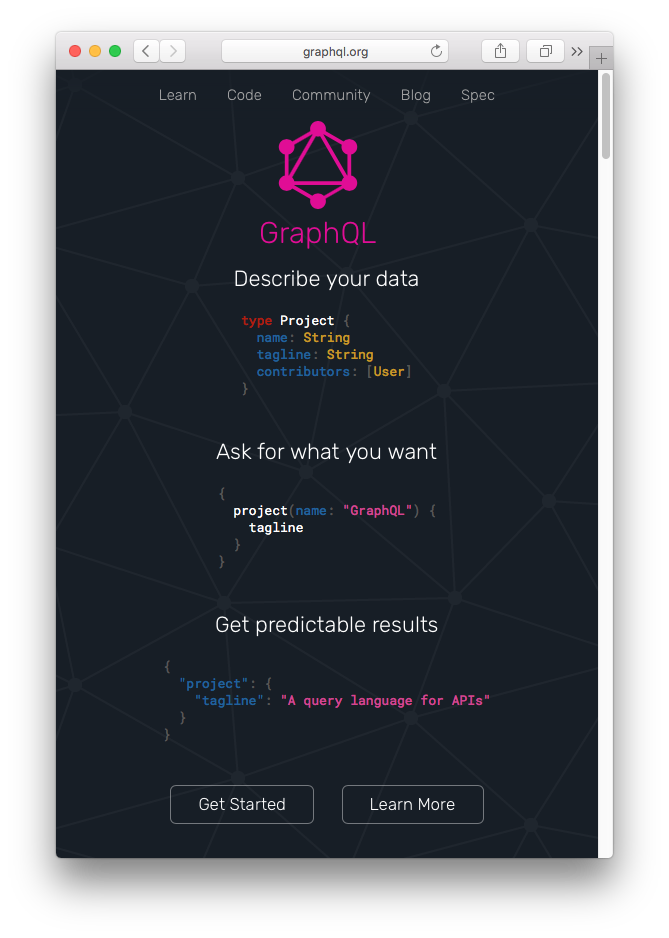 graphql.org
Learn Code Community Blog Spec
GraphQL
Describe your data
type Project {
  name: String
  tagline: String
  contributors: [User]
}
Ask for what you want
{
  project(name: "GraphQL") {
    tagline
  }
}
Get predictable results
{
  "project": {
    "tagline": "A query language for APIs"
  }
}
Get Started Learn More